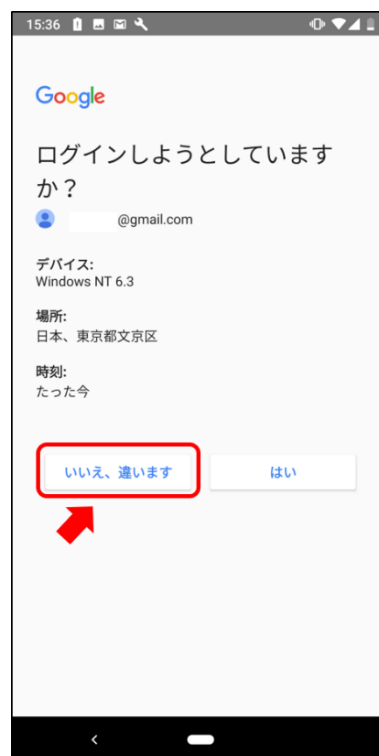 15:36
Google
ログインしようとしています
か？
@gmail.com
デバイス:
Windows NT 6.3
場所:
日本、東京都文京区
時刻:
たった今
いいえ、違います
はい